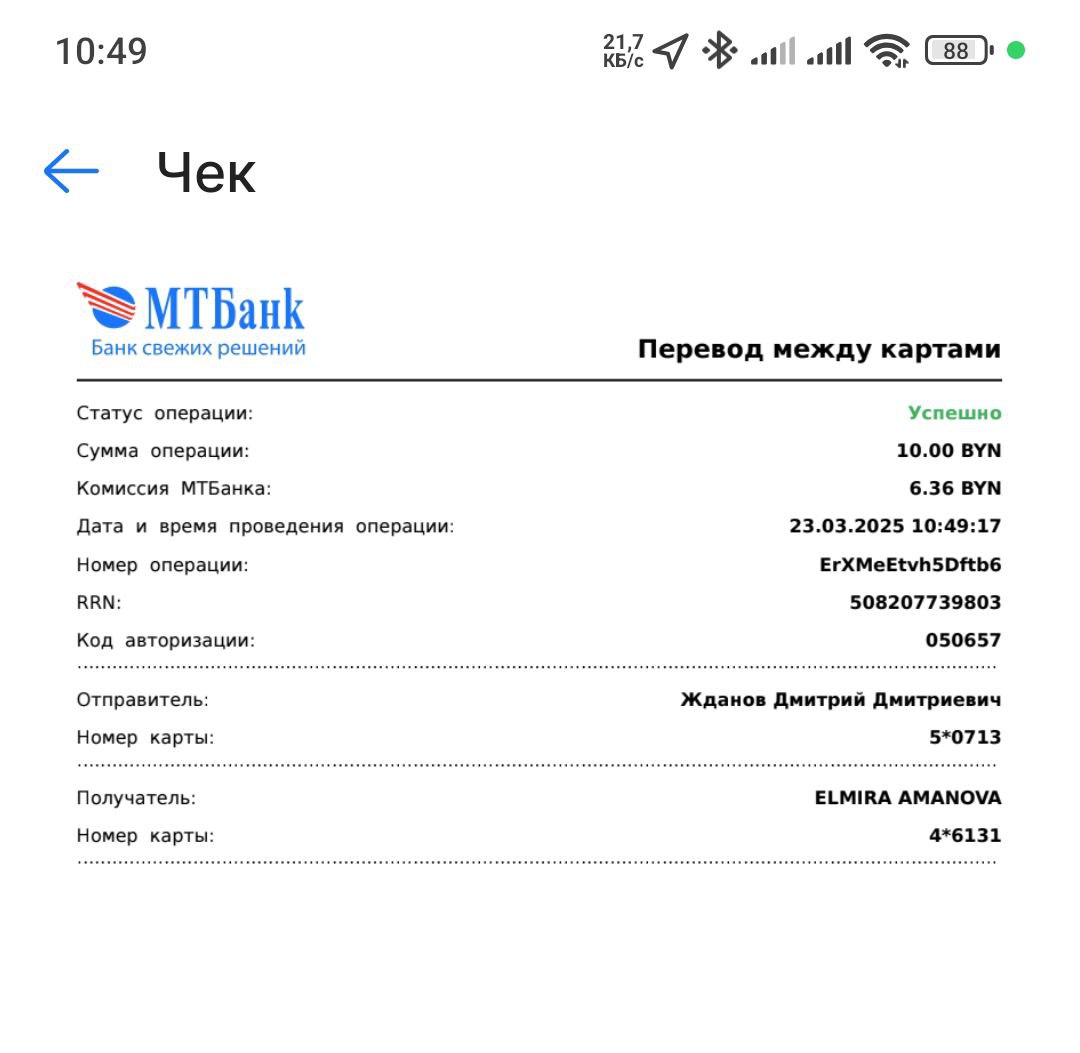 10:49
21,7
КБ/с
88
Чек
МТБанк
Банк свежих решений
Перевод между картами
Статус операции: Успешно
Сумма операции: 10.00 BYN
Комиссия МТБанка: 6.36 BYN
Дата и время проведения операции: 23.03.2025 10:49:17
Номер операции: ErXMeEtvh5Dftb6
RRN: 508207739803
Код авторизации: 050657
Отправитель: Жданов Дмитрий Дмитриевич
Номер карты: 5*0713
Получатель: ELMIRA AMANOVA
Номер карты: 4*6131